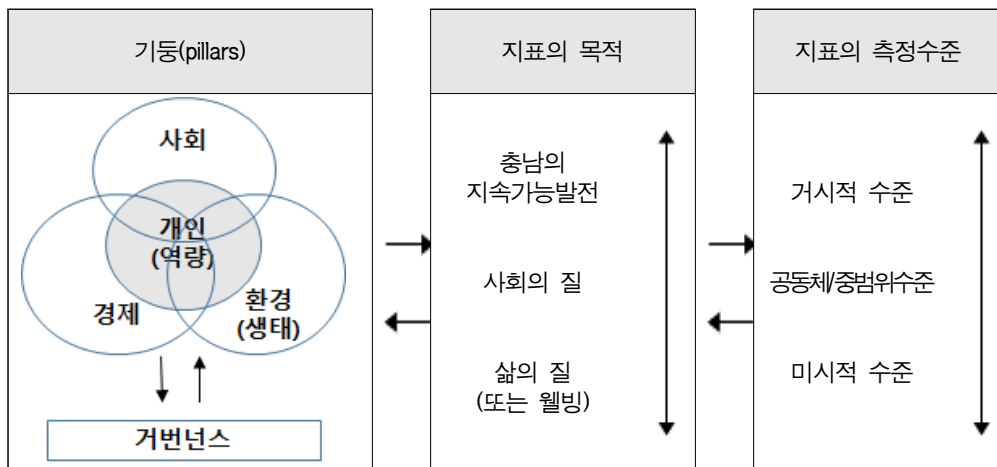 기둥(pillars)
사회
개인
(역량)
경제
환경
(생태)
거번넌스
지표의 목적
충남의
지속가능발전
사회의 질
삶의 질
(또는 웰빙)
지표의 측정수준
거시적 수준
공동체/중범위수준
미시적 수준